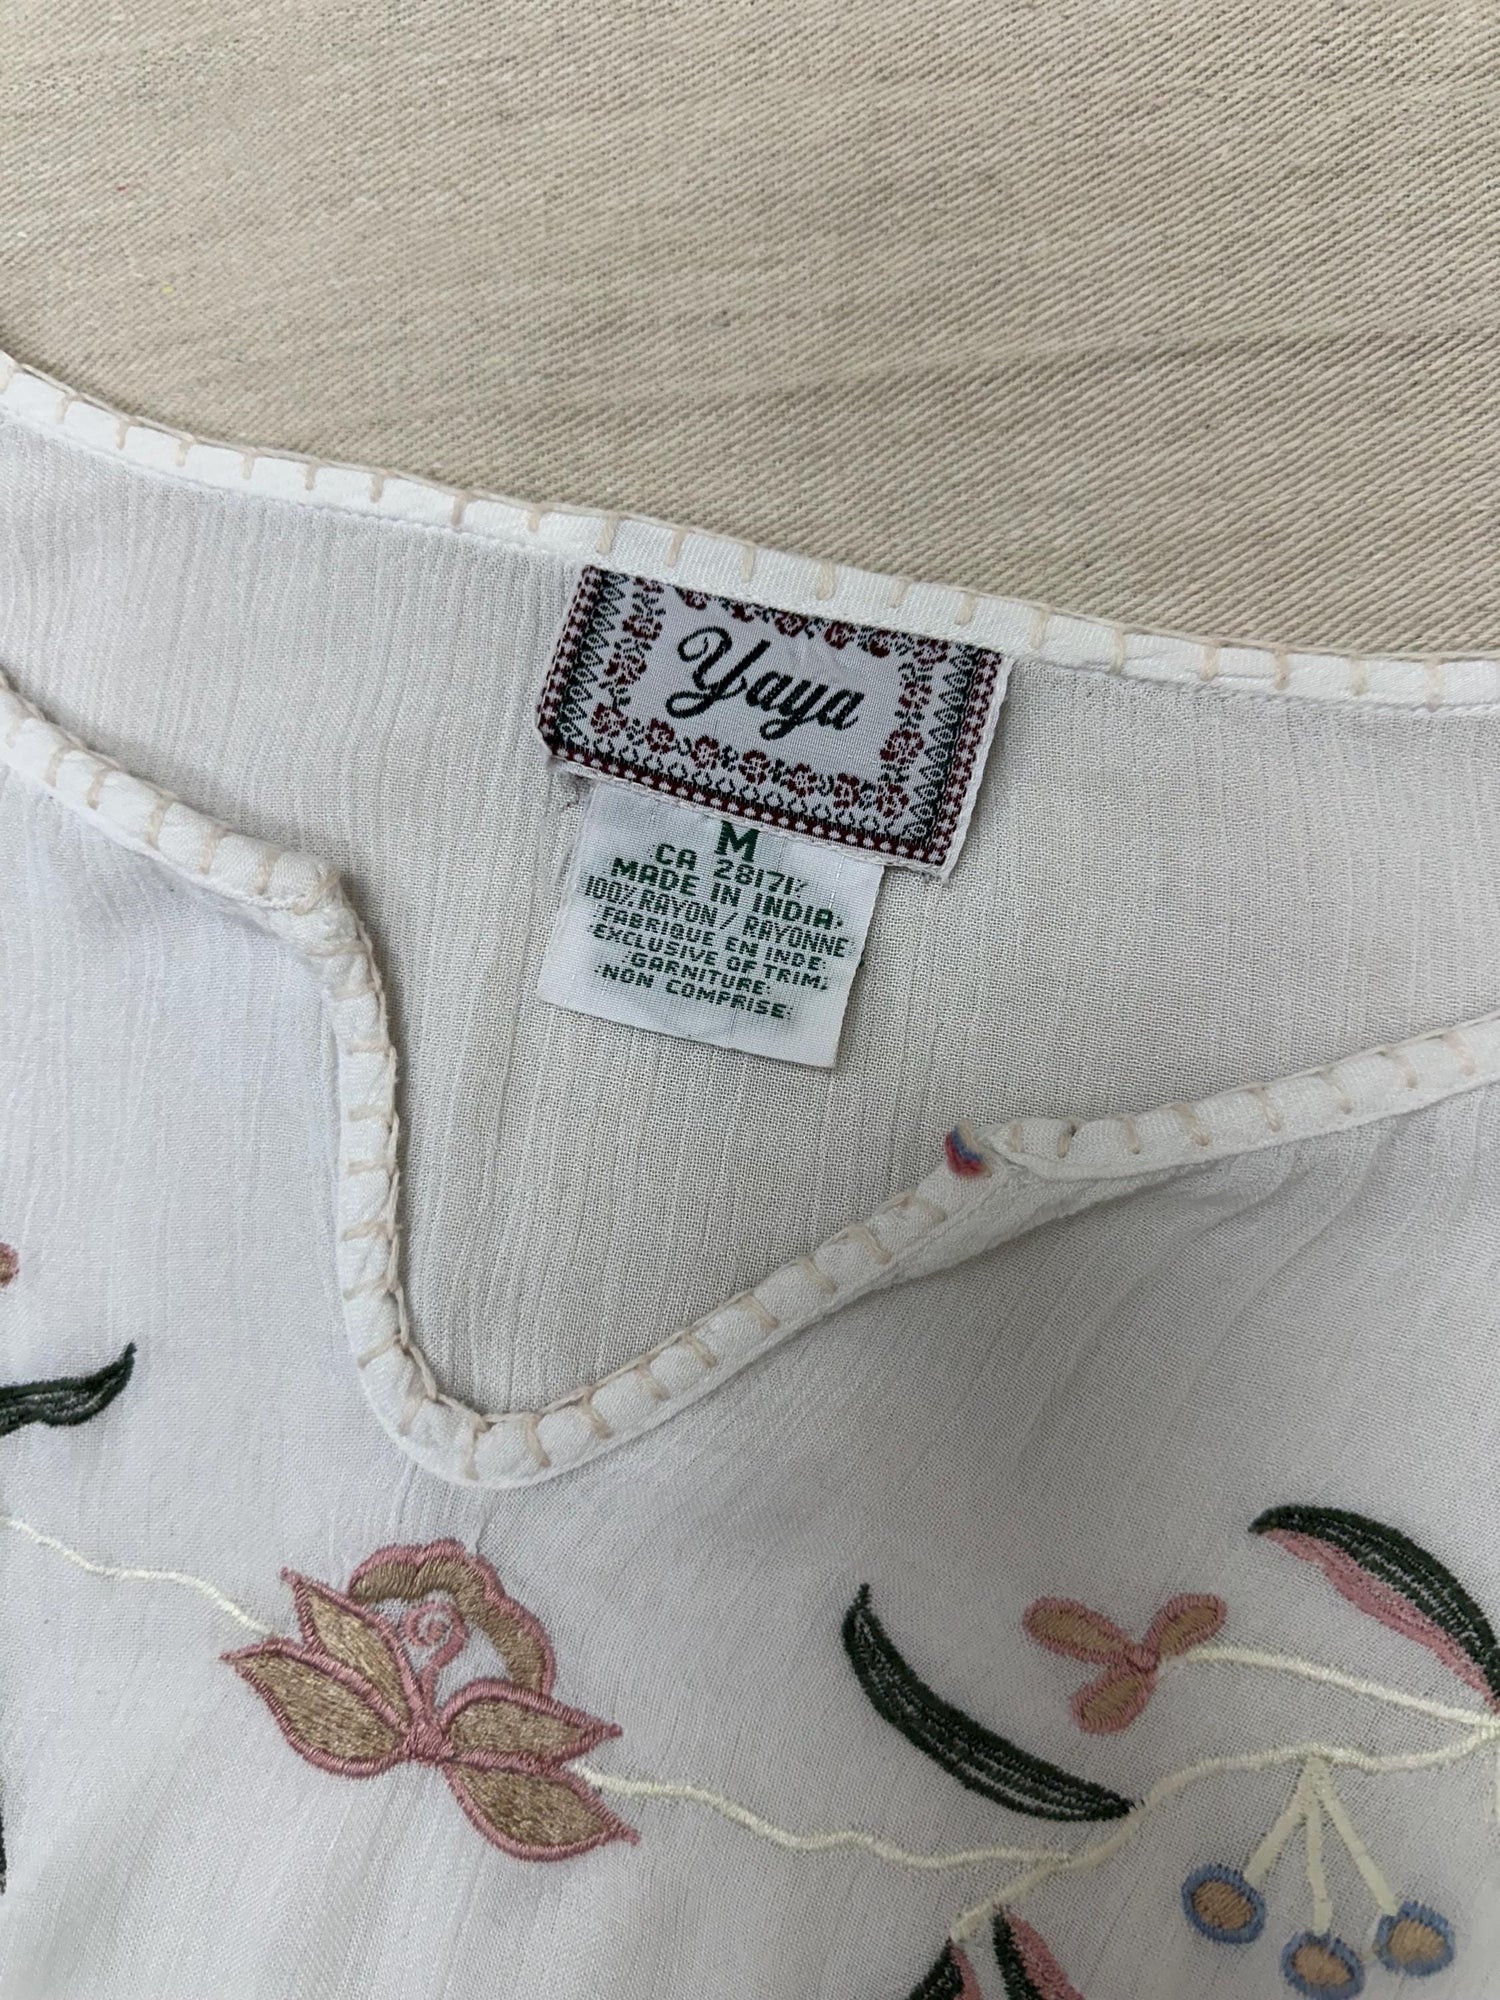 Yaya
M
CA 28171
MADE IN INDIA
100% RAYON / RAYONNE
FABRIQUE EN INDE
EXCLUSIVE OF TRIM
GARNITURE
NON COMPRISE